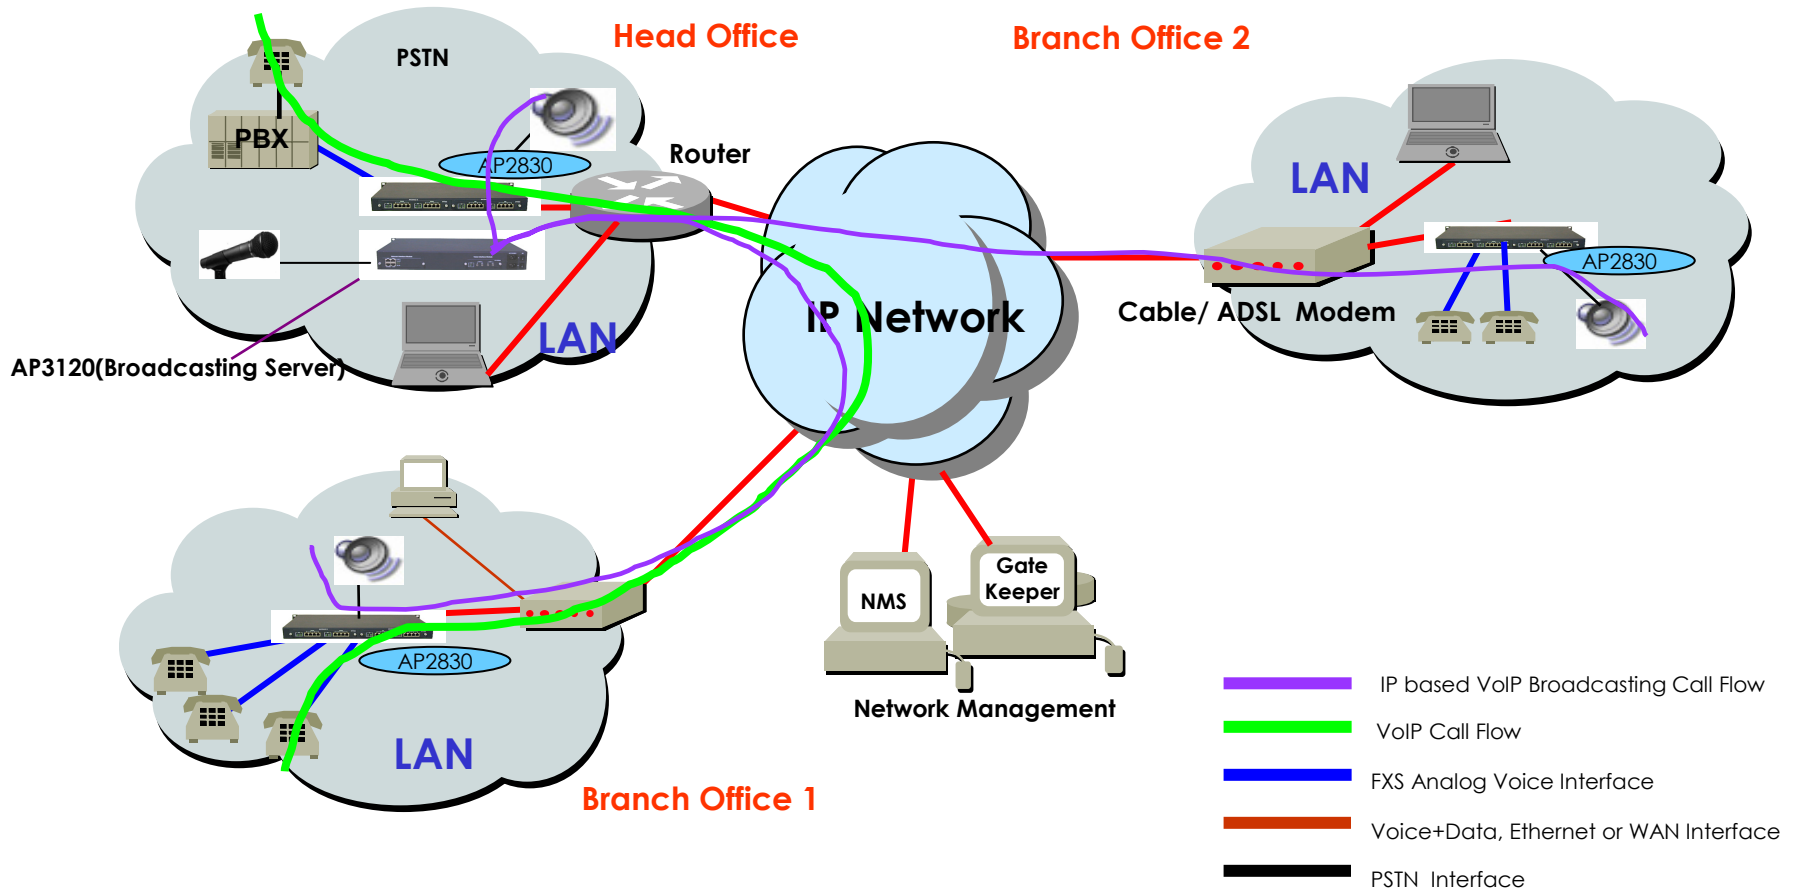 Head Office
Branch Office 2
PSTN
PBX
AP2830
Router
LAN
LAN
AP2830
IP Network
Cable/ ADSL Modem
AP3120(Broadcasting Server)
Gate
Keeper
NMS
AP2830
Network Management
LAN
Branch Office 1
IP based VoIP Broadcasting Call Flow
VoIP Call Flow
FXS Analog Voice Interface
Voice+Data, Ethernet or WAN Interface
PSTN Interface